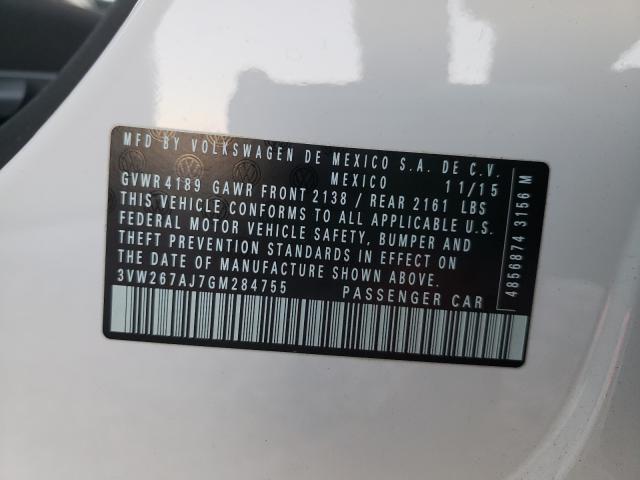 MFD BY VOLKSWAGEN DE MEXICO S.A. DE C.V.
MEXICO 11/15
GVWR 4189 GAWR FRONT 2138 / REAR 2161 LBS
THIS VEHICLE CONFORMS TO ALL APPLICABLE U.S.
FEDERAL MOTOR VEHICLE SAFETY, BUMPER AND
THEFT PREVENTION STANDARDS IN EFFECT ON
THE DATE OF MANUFACTURE SHOWN ABOVE.
3VW267AJ7GM284755 PASSENGER CAR
4856874 3156 M